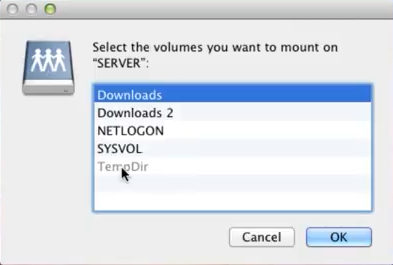 Select the volumes you want to mount on
“SERVER”:
Downloads
Downloads 2
NETLOGON
SYSVOL
TempDir
Cancel
OK